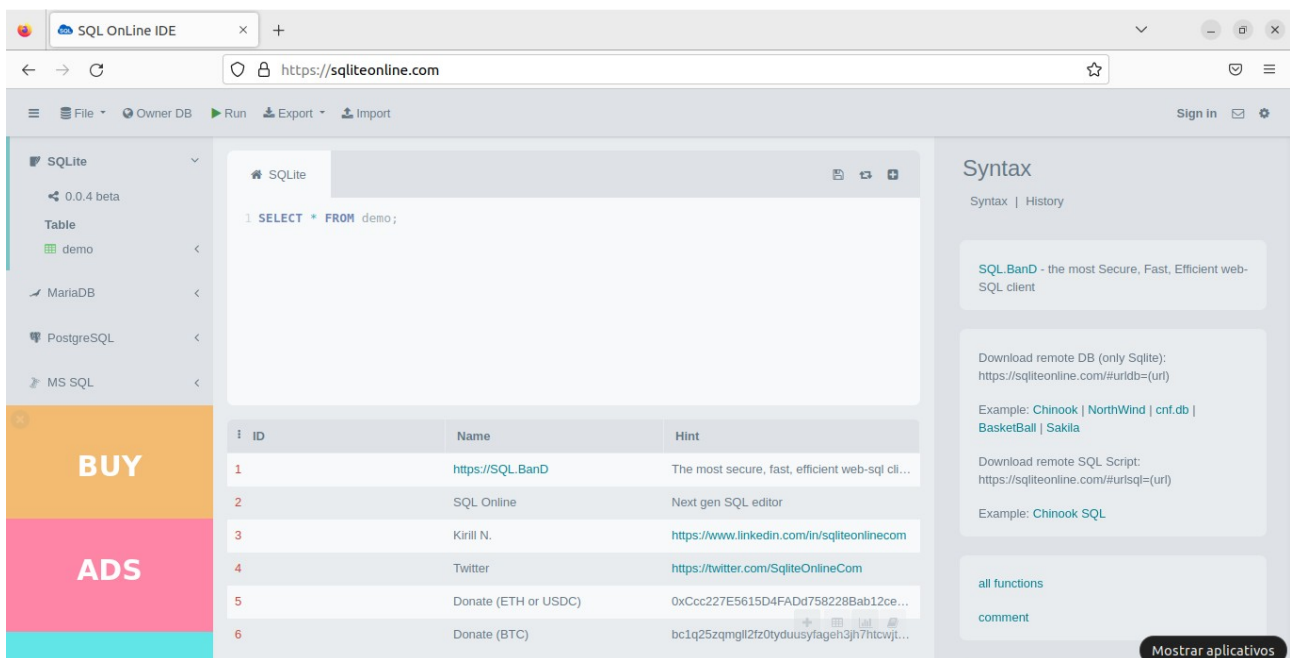 SQL OnLine IDE
https://sqliteonline.com
File Owner DB Run Export Import Sign in
SQLite
0.0.4 beta
Table
demo
MariaDB
PostgreSQL
MS SQL
BUY
ADS
SQLite
1 SELECT * FROM demo;
ID Name Hint
1 https://SQL.BanD The most secure, fast, efficient web-sql cli…
2 SQL Online Next gen SQL editor
3 Kirill N. https://www.linkedin.com/in/sqliteonlinecom
4 Twitter https://twitter.com/SqliteOnlineCom
5 Donate (ETH or USDC) 0xCcc227E5615D4FADd758228Bab12ce…
6 Donate (BTC)
Syntax
Syntax | History
SQL.BanD - the most Secure, Fast, Efficient web-
SQL client
Download remote DB (only Sqlite):
https://sqliteonline.com/#urldb=(url)
Example: Chinook | NorthWind | cnf.db |
BasketBall | Sakila
Download remote SQL Script:
https://sqliteonline.com/#urlsql=(url)
Example: Chinook SQL
all functions
comment
Mostrar aplicativos